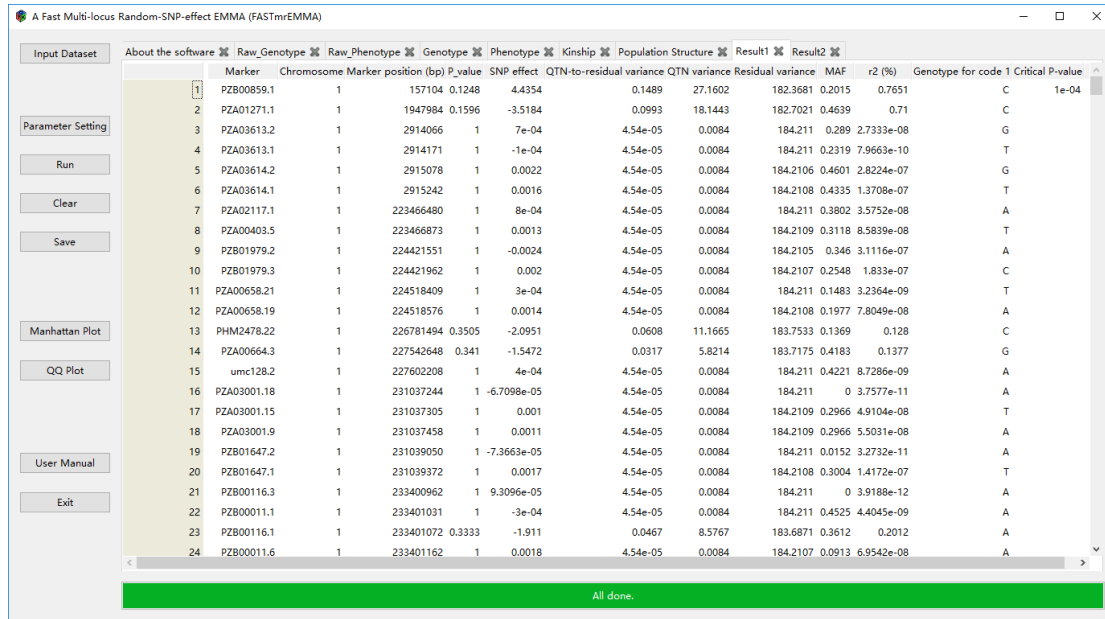 A Fast Multi-locus Random-SNP-effect EMMA (FASTmrEMMA)
Input Dataset
Parameter Setting
Run
Clear
Save
Manhattan Plot
QQ Plot
User Manual
Exit
About the software Raw_Genotype Raw_Phenotype Genotype Phenotype Kinship Population Structure Result1 Result2
Marker Chromosome Marker position (bp) P_value SNP effect QTN-to-residual variance QTN variance Residual variance MAF r2 (%) Genotype for code 1 Critical P-value
1 PZB00859.1 1 157104 0.1248 4.4354 0.1489 27.1602 182.3681 0.2015 0.7651 C 1e-04
2 PZA01271.1 1 1947984 0.1596 -3.5184 0.0993 18.1443 182.7021 0.4639 0.71 C
3 PZA03613.2 1 2914066 1 7e-04 4.54e-05 0.0084 184.211 0.289 2.7333e-08 G
4 PZA03613.1 1 2914171 1 -1e-04 4.54e-05 0.0084 184.211 0.2319 7.9663e-10 T
5 PZA03614.2 1 2915078 1 0.0022 4.54e-05 0.0084 184.2106 0.4601 2.8224e-07 G
6 PZA03614.1 1 2915242 1 0.0016 4.54e-05 0.0084 184.2108 0.4335 1.3708e-07 T
7 PZA02117.1 1 223466480 1 8e-04 4.54e-05 0.0084 184.211 0.3802 3.5752e-08 A
8 PZA00403.5 1 223466873 1 0.0013 4.54e-05 0.0084 184.2109 0.3118 8.5839e-08 T
9 PZB01979.2 1 224421551 1 -0.0024 4.54e-05 0.0084 184.2105 0.346 3.1116e-07 A
10 PZB01979.3 1 224421962 1 0.002 4.54e-05 0.0084 184.2107 0.2548 1.833e-07 C
11 PZA00658.21 1 224518409 1 3e-04 4.54e-05 0.0084 184.211 0.1483 3.2364e-09 T
12 PZA00658.19 1 224518576 1 0.0014 4.54e-05 0.0084 184.2108 0.1977 7.8049e-08 A
13 PHM2478.22 1 226781494 0.3505 -2.0951 0.0608 11.1665 183.7533 0.1369 0.128 C
14 PZA00664.3 1 227542648 0.341 -1.5472 0.0317 5.8214 183.7175 0.4183 0.1377 G
15 umc128.2 1 227602208 1 4e-04 4.54e-05 0.0084 184.211 0.4221 8.7286e-09 A
16 PZA03001.18 1 231037244 1 -6.7098e-05 4.54e-05 0.0084 184.211 0 3.7577e-11 A
17 PZA03001.15 1 231037305 1 0.001 4.54e-05 0.0084 184.2109 0.2966 4.9104e-08 T
18 PZA03001.9 1 231037458 1 0.0011 4.54e-05 0.0084 184.2109 0.2966 5.5031e-08 A
19 PZB01647.2 1 231039050 1 -7.3663e-05 4.54e-05 0.0084 184.211 0.0152 3.2732e-11 A
20 PZB01647.1 1 231039372 1 0.0017 4.54e-05 0.0084 184.2108 0.3004 1.4172e-07 T
21 PZB00116.3 1 233400962 1 9.3096e-05 4.54e-05 0.0084 184.211 0 3.9188e-12 A
22 PZB00011.1 1 233401031 1 -3e-04 4.54e-05 0.0084 184.211 0.4525 4.4045e-09 A
23 PZB00116.1 1 233401072 0.3333 -1.911 0.0467 8.5767 183.6871 0.3612 0.2012 A
24 PZB00011.6 1 233401162 1 0.0018 4.54e-05 0.0084 184.2107 0.0913 6.9542e-08 A
All done.